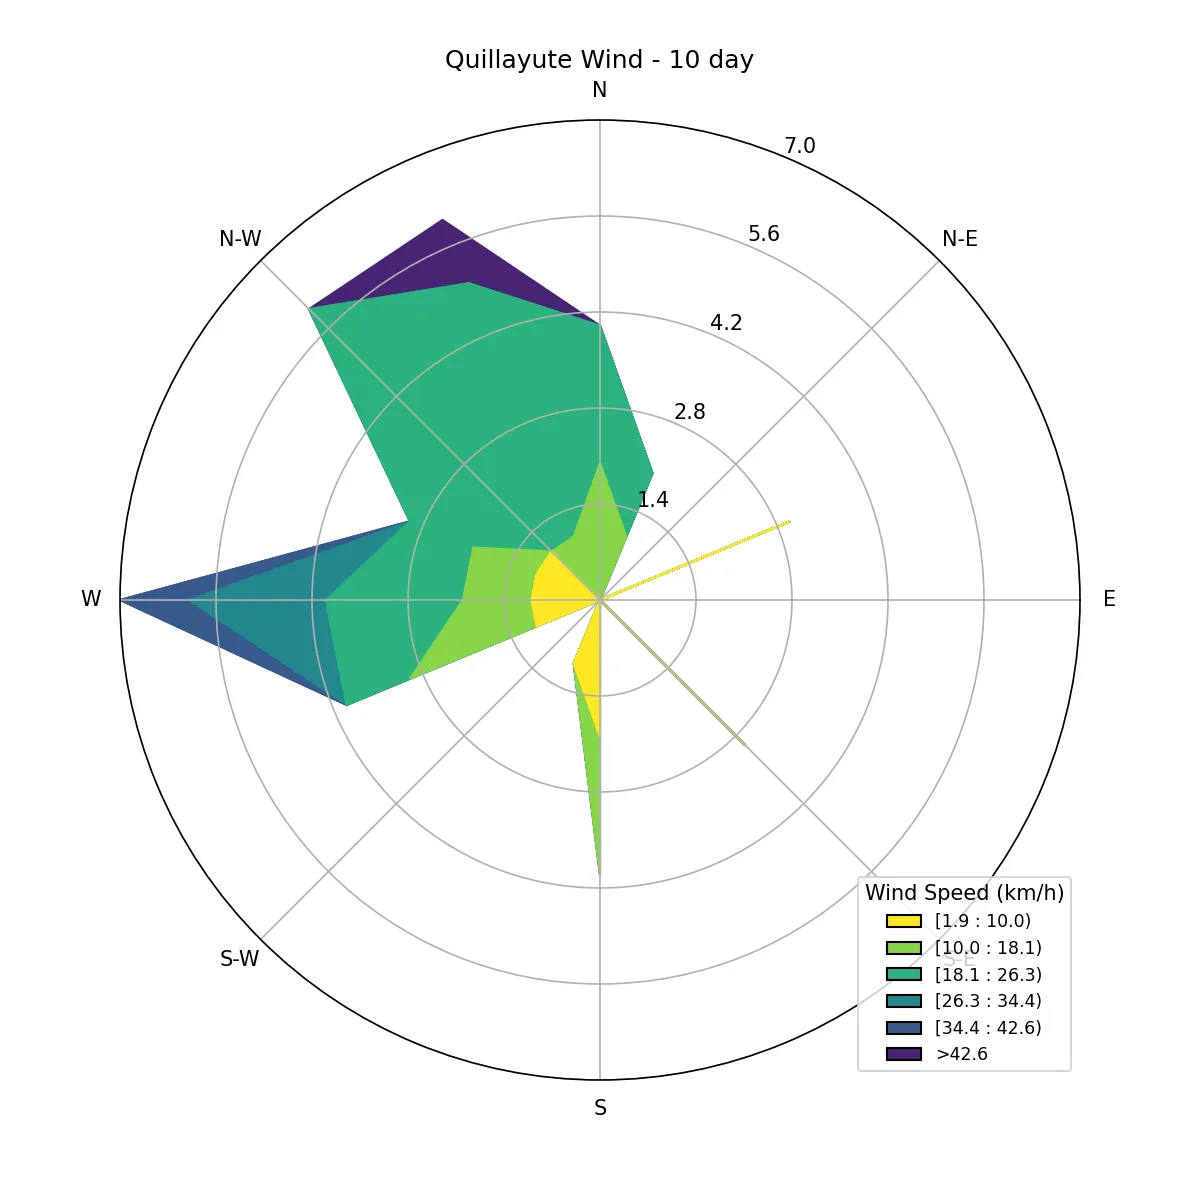 Quillayute Wind - 10 day
N
7.0
N-W
5.6
N-E
4.2
2.8
1.4
W
E
Wind Speed (km/h)
[1.9 : 10.0)
[10.0 : 18.1)
S-W
S-E
[18.1 : 26.3)
[26.3 : 34.4)
[34.4 : 42.6)
>42.6
S